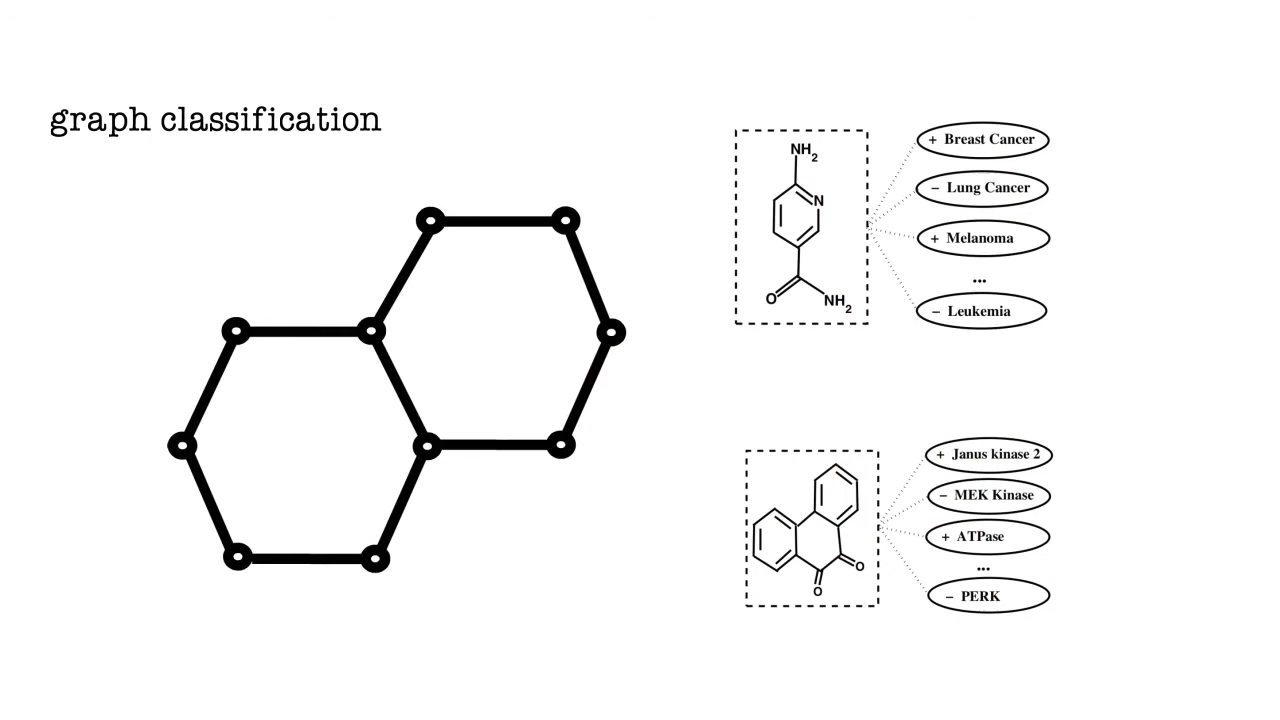 graph classification
NH2
N
O
NH2
+ Breast Cancer
− Lung Cancer
+ Melanoma
...
− Leukemia
O
O
+ Janus kinase 2
− MEK Kinase
+ ATPase
...
− PERK